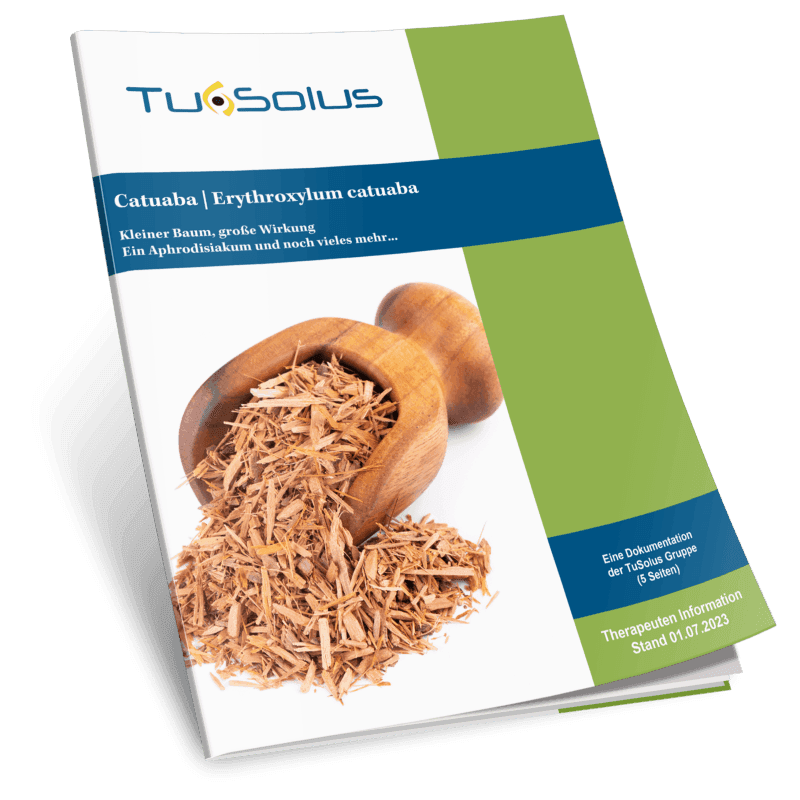 TuSolus
Catuaba | Erythroxylum catuaba
Kleiner Baum, große Wirkung
Ein Aphrodisiakum und noch vieles mehr...
Eine Dokumentation
der TuSolus Gruppe
(5 Seiten)
Therapeuten Information
Stand 01.07.2023